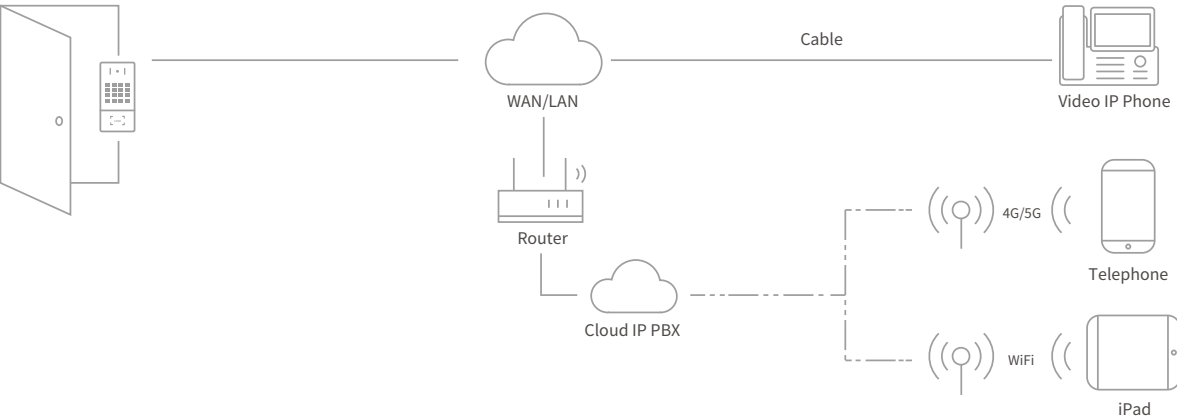 Cable
WAN/LAN
Video IP Phone
Router
4G/5G
Telephone
Cloud IP PBX
WiFi
iPad